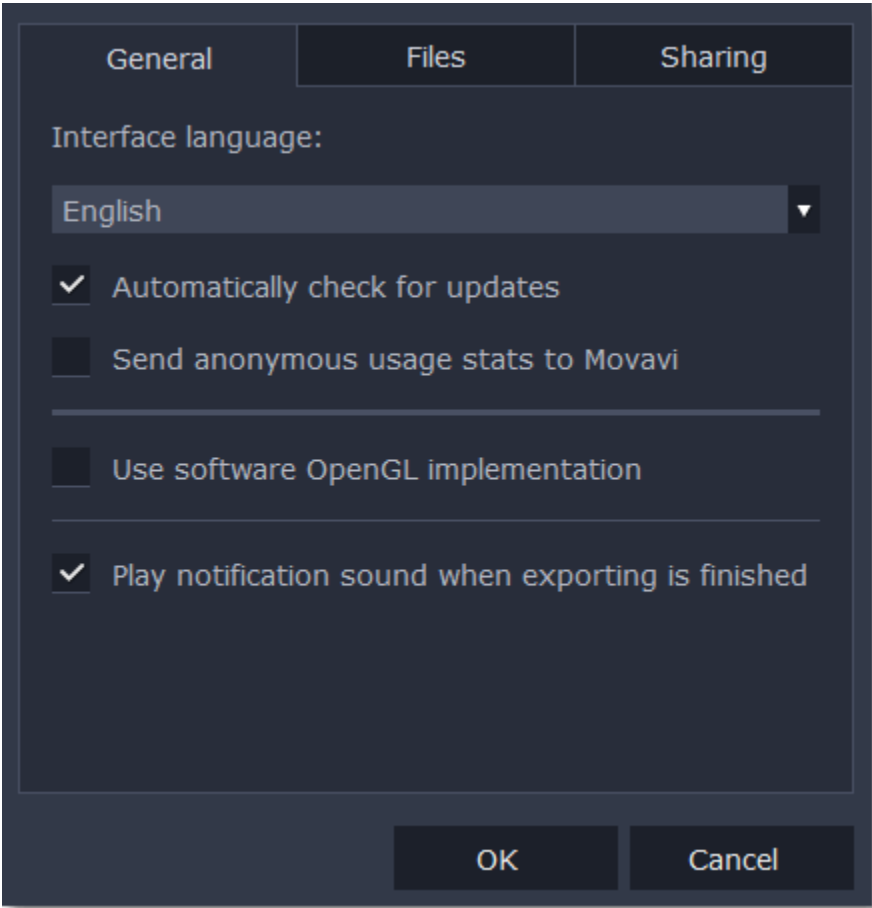 General
Files
Sharing
Interface language:
English
Automatically check for updates
Send anonymous usage stats to Movavi
Use software OpenGL implementation
Play notification sound when exporting is finished
OK
Cancel